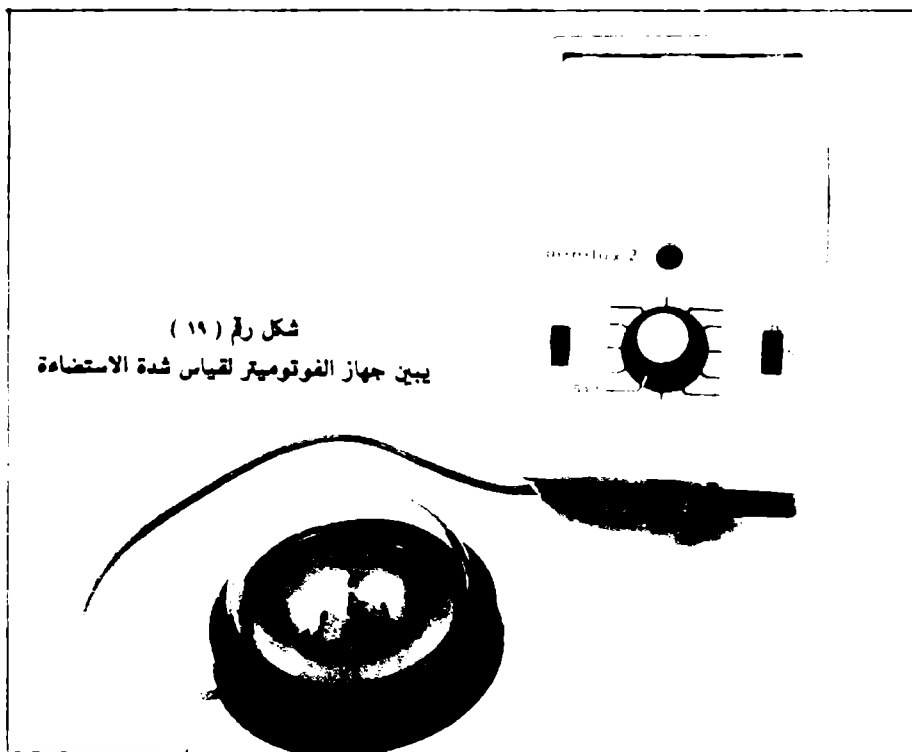 شكل رقم ( ١٩ )
يبين جهاز الفوتوميتر لقياس شدة الاستضاءة